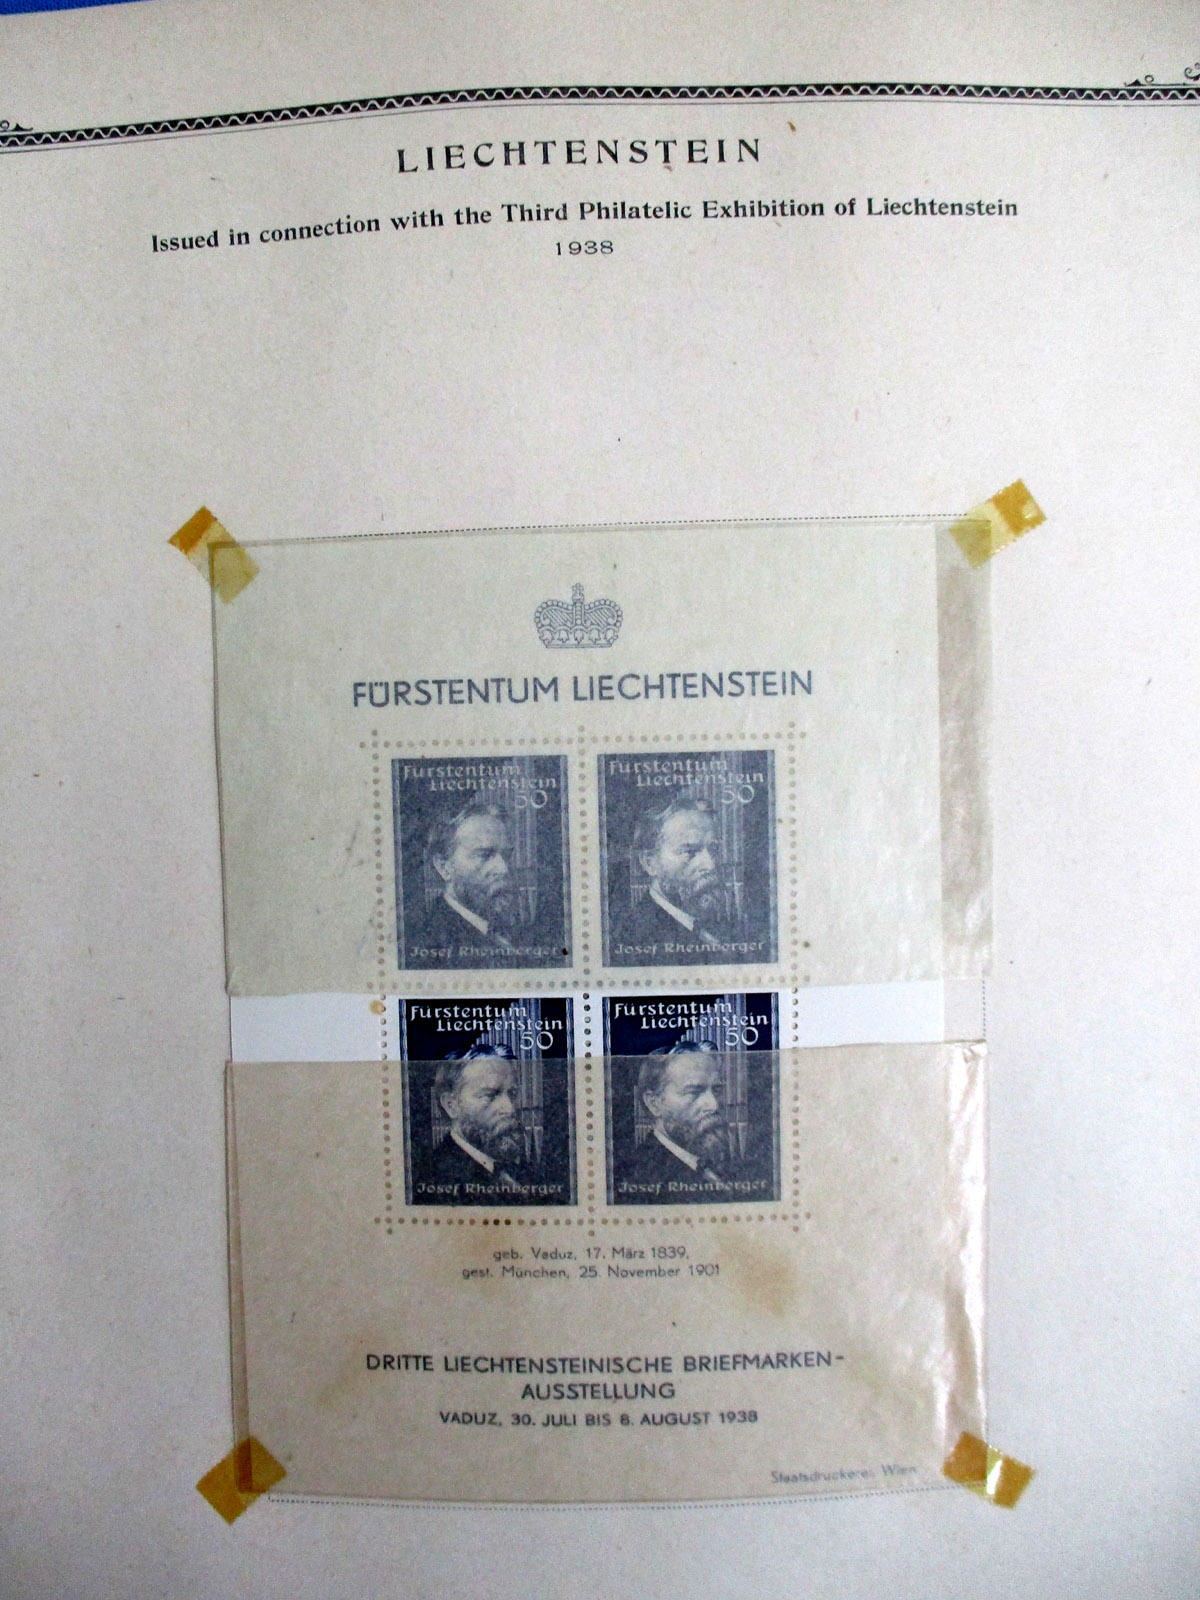 LIECHTENSTEIN
Issued in connection with the Third Philatelic Exhibition of Liechtenstein
1938
FÜRSTENTUM LIECHTENSTEIN
Fürstentum
Liechtenstein
50
Josef Rheinberger
Fürstentum
Liechtenstein
50
Josef Rheinberger
Fürstentum
Liechtenstein
50
Josef Rheinberger
Fürstentum
Liechtenstein
50
Josef Rheinberger
geb. Vaduz, 17. März 1839,
gest. München, 25. November 1901
DRITTE LIECHTENSTEINISCHE BRIEFMARKEN-
AUSSTELLUNG
VADUZ, 30. JULI BIS 8. AUGUST 1938
Staatsdruckerei Wien